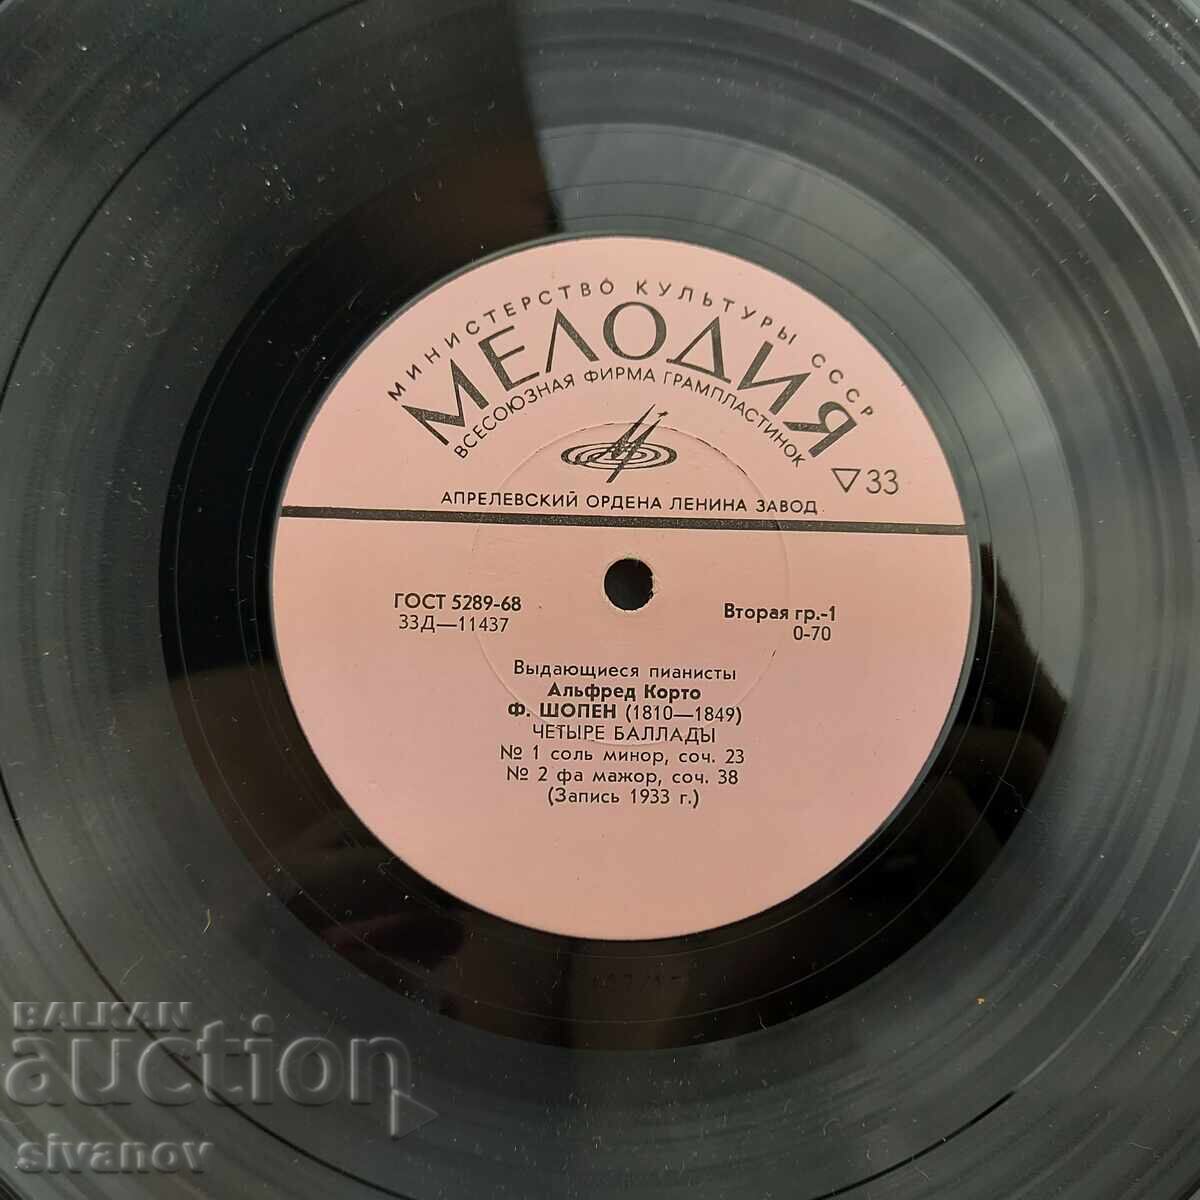 МИНИСТЕРСТВО КУЛЬТУРЫ СССР
МЕЛОДИЯ
ВСЕСОЮЗНАЯ ФИРМА ГРАМПЛАСТИНОК
▽33
АПРЕЛЕВСКИЙ ОРДЕНА ЛЕНИНА ЗАВОД
ГОСТ 5289-68
33Д—11437
Вторая гр.-1
0-70
Выдающиеся пианисты
Альфред Корто
Ф. ШОПЕН (1810—1849)
ЧЕТЫРЕ БАЛЛАДЫ
№ 1 соль минор, соч. 23
№ 2 фа мажор, соч. 38
(Запись 1933 г.)
BALKAN
auction
sivanov